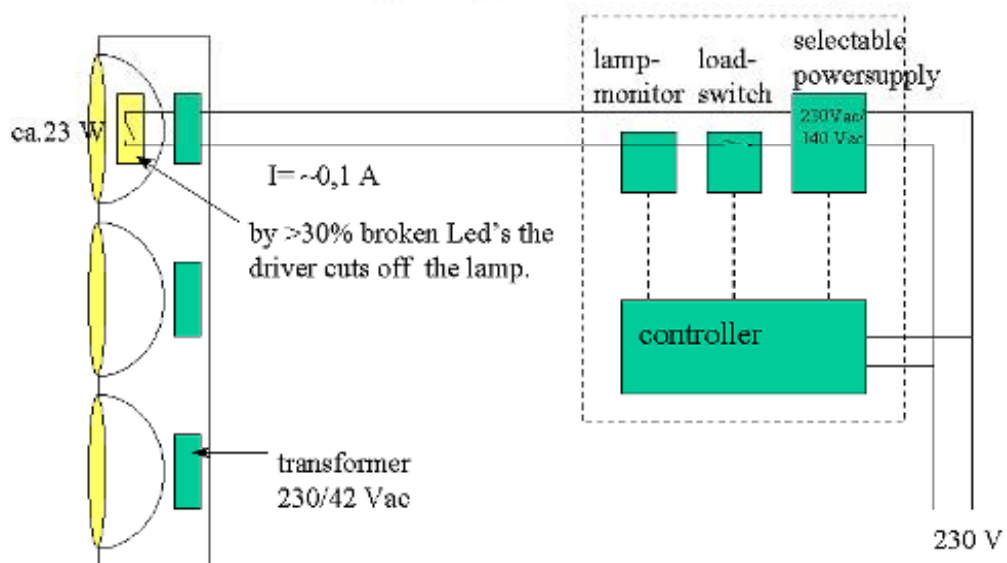 lamp-
monitor
load-
switch
selectable
powersupply
230Vac/
140 Vac
ca.23 W
I= ~0,1 A
by >30% broken Led's the
driver cuts off the lamp.
controller
transformer
230/42 Vac
230 V